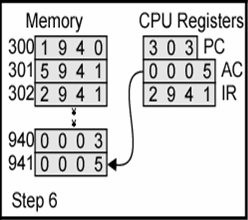 Memory CPU Registers
300 1 9 4 0 3 0 3 PC
301 5 9 4 1 0 0 0 5 AC
302 2 9 4 1 2 9 4 1 IR
940 0 0 0 3
941 0 0 0 5
Step 6